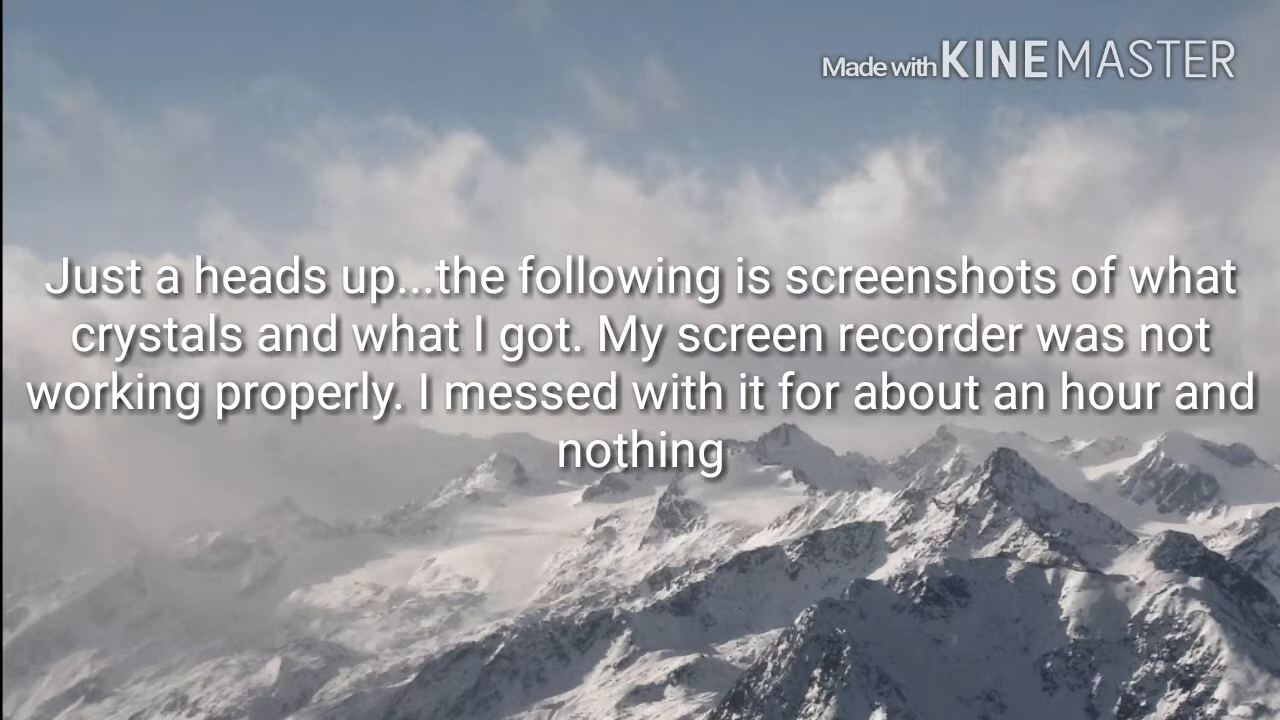 Made with KINEMASTER
Just a heads up...the following is screenshots of what
crystals and what I got. My screen recorder was not
working properly. I messed with it for about an hour and
nothing